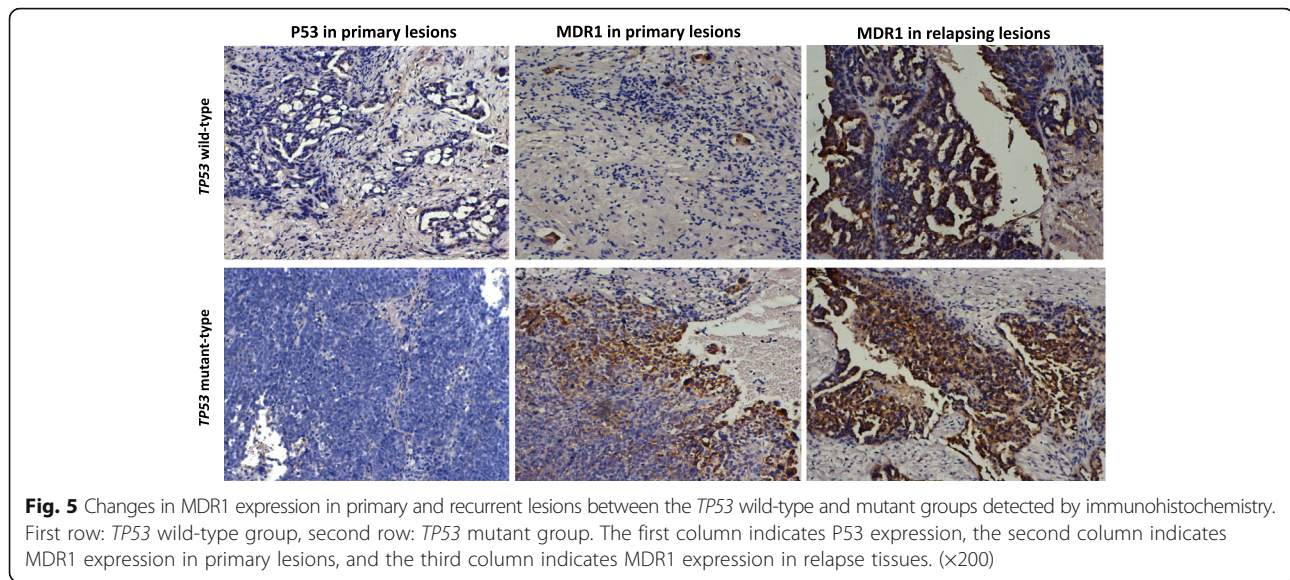 P53 in primary lesions MDR1 in primary lesions MDR1 in relapsing lesions
TP53 wild-type
TP53 mutant-type
Fig. 5 Changes in MDR1 expression in primary and recurrent lesions between the TP53 wild-type and mutant groups detected by immunohistochemistry.
First row: TP53 wild-type group, second row: TP53 mutant group. The first column indicates P53 expression, the second column indicates
MDR1 expression in primary lesions, and the third column indicates MDR1 expression in relapse tissues. (×200)